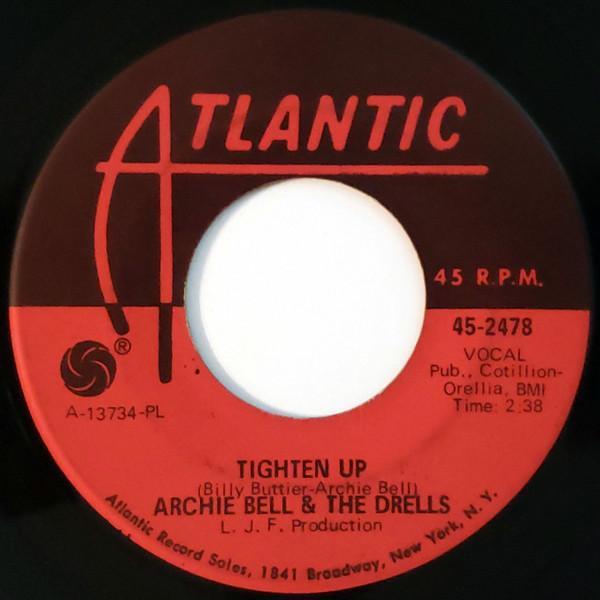 ATLANTIC
45 R.P.M.
45-2478
VOCAL
Pub., Cotillion-
Orellia, BMI
Time: 2:38
®
A-13734-PL
TIGHTEN UP
(Billy Buttier-Archie Bell)
ARCHIE BELL & THE DRELLS
L. J. F. Production
Atlantic Record Sales, 1841 Broadway, New York, N. Y.